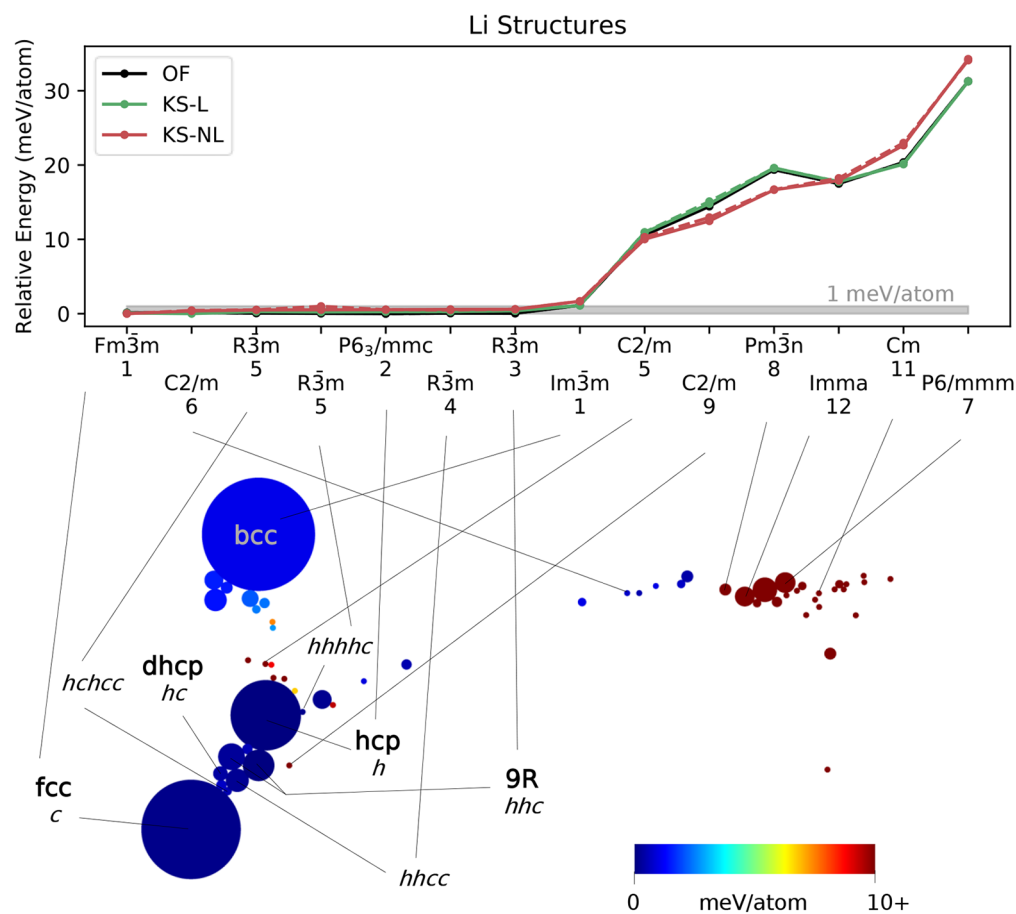 Li Structures
Relative Energy (meV/atom)
30
20
10
0
OF
KS-L
KS-NL
1 meV/atom
Fm3̄m R3̄m P6₃/mmc R3̄m C2/m Pm3̄n Cm
1 5 2 3 5 8 11
C2/m R3̄m R3̄m Im3̄m C2/m Imma P6/mmm
6 5 4 1 9 12 7
bcc
hhhhc
hchcc
dhcp
hc
hcp
h
fcc
c
9R
hhc
hhcc
0 meV/atom 10+